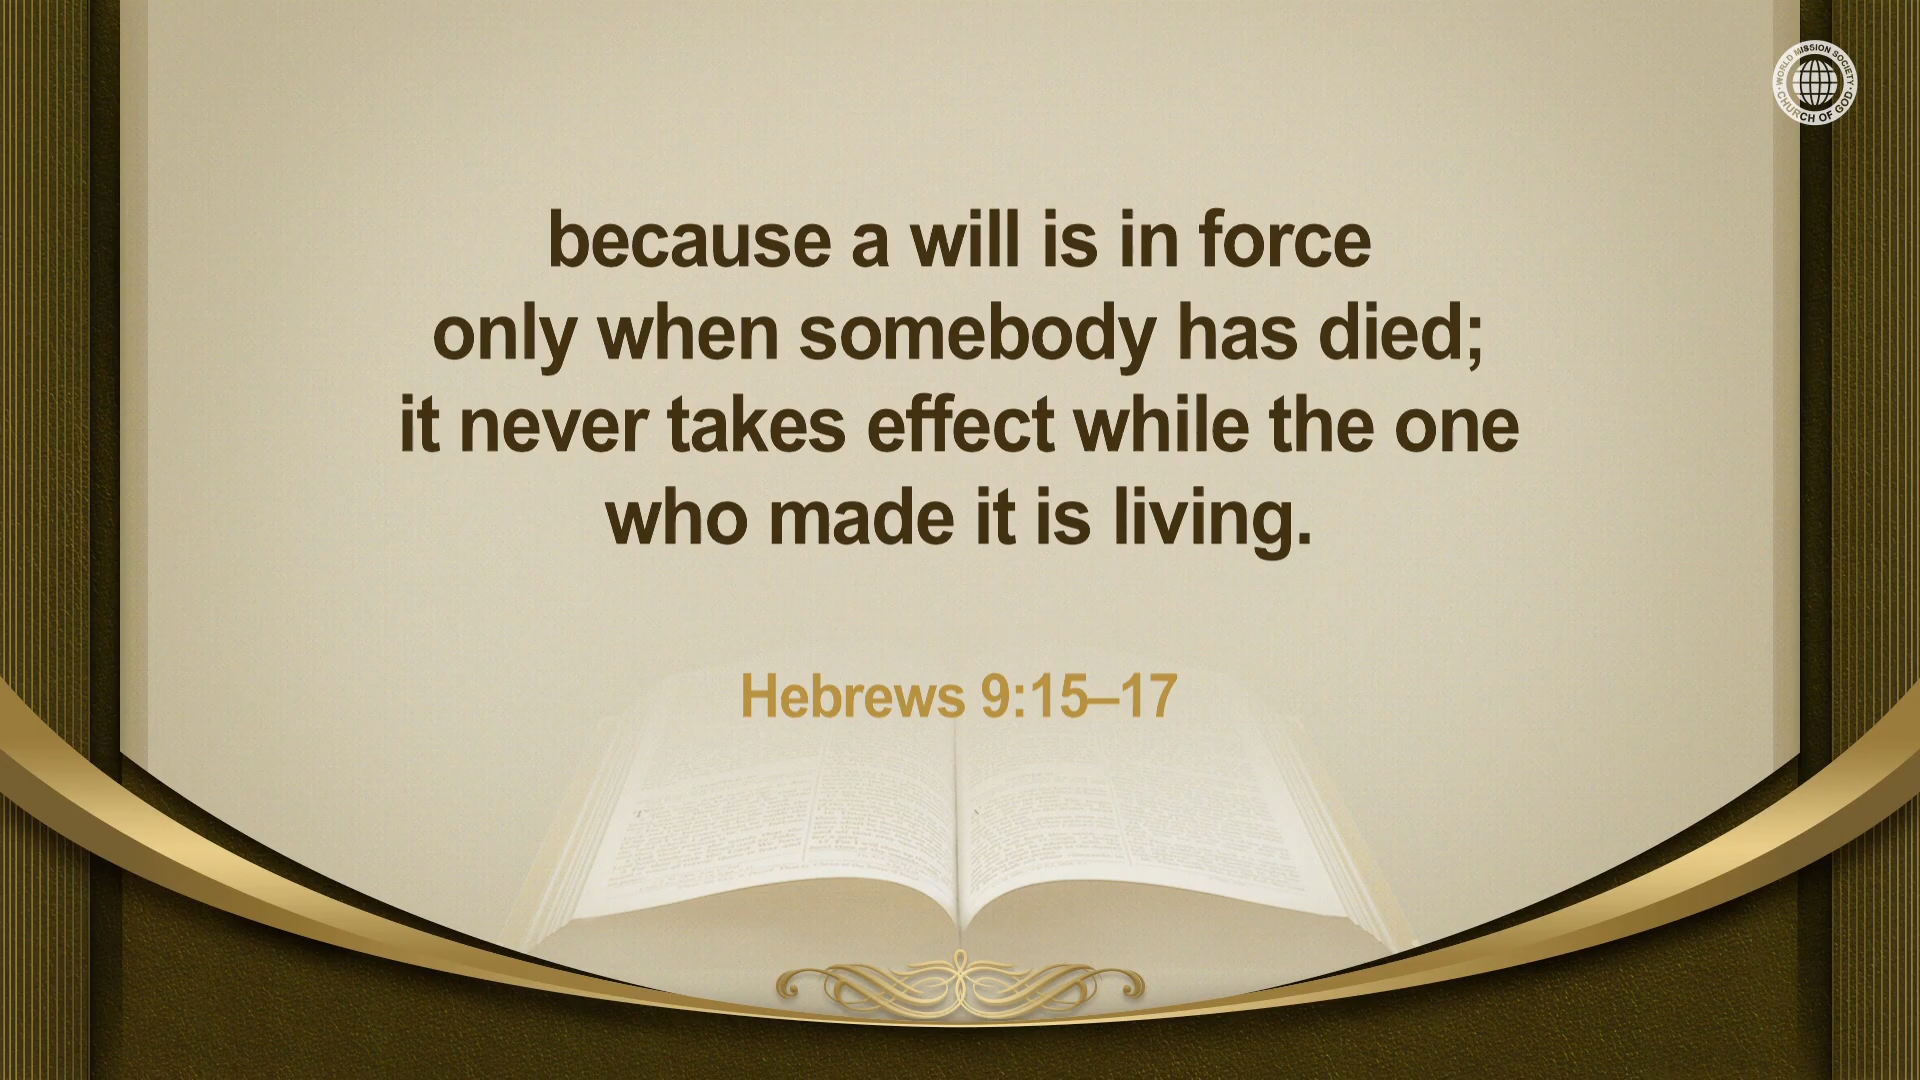 WORLD MISSION SOCIETY
CHURCH OF GOD
because a will is in force
only when somebody has died;
it never takes effect while the one
who made it is living.
Hebrews 9:15–17